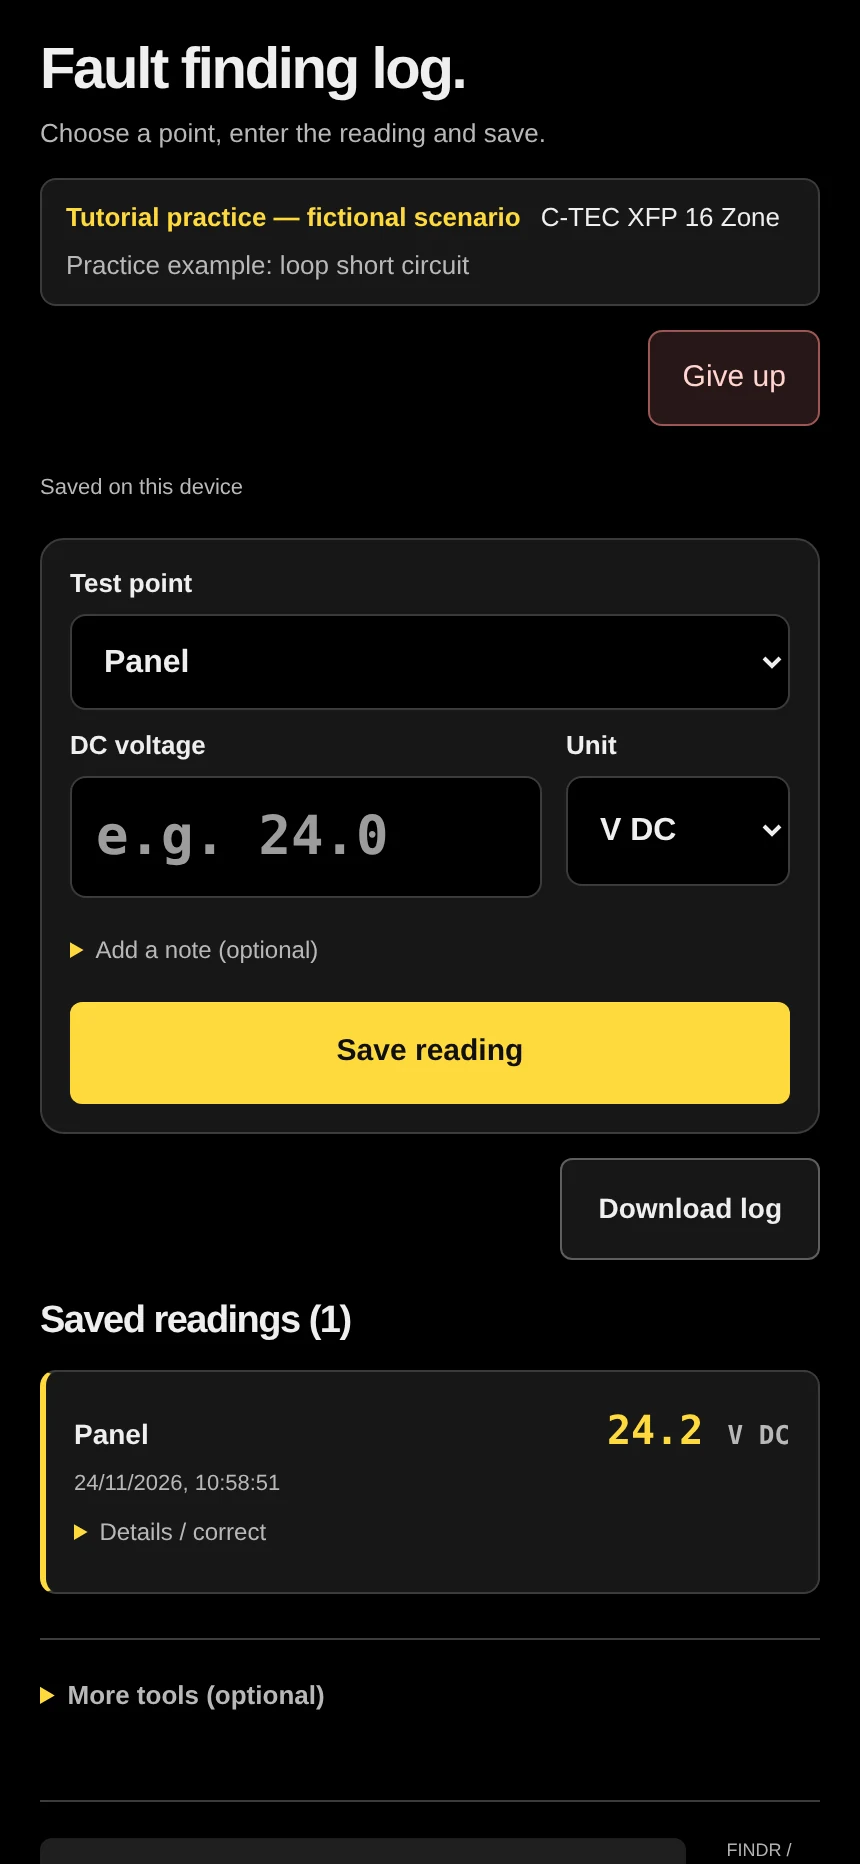 Fault finding log.
Choose a point, enter the reading and save.
Tutorial practice — fictional scenario C-TEC XFP 16 Zone
Practice example: loop short circuit
Give up
Saved on this device
Test point
Panel
DC voltage Unit
e.g. 24.0 V DC
Add a note (optional)
Save reading
Download log
Saved readings (1)
Panel 24.2 V DC
24/11/2026, 10:58:51
Details / correct
More tools (optional)
FINDR /